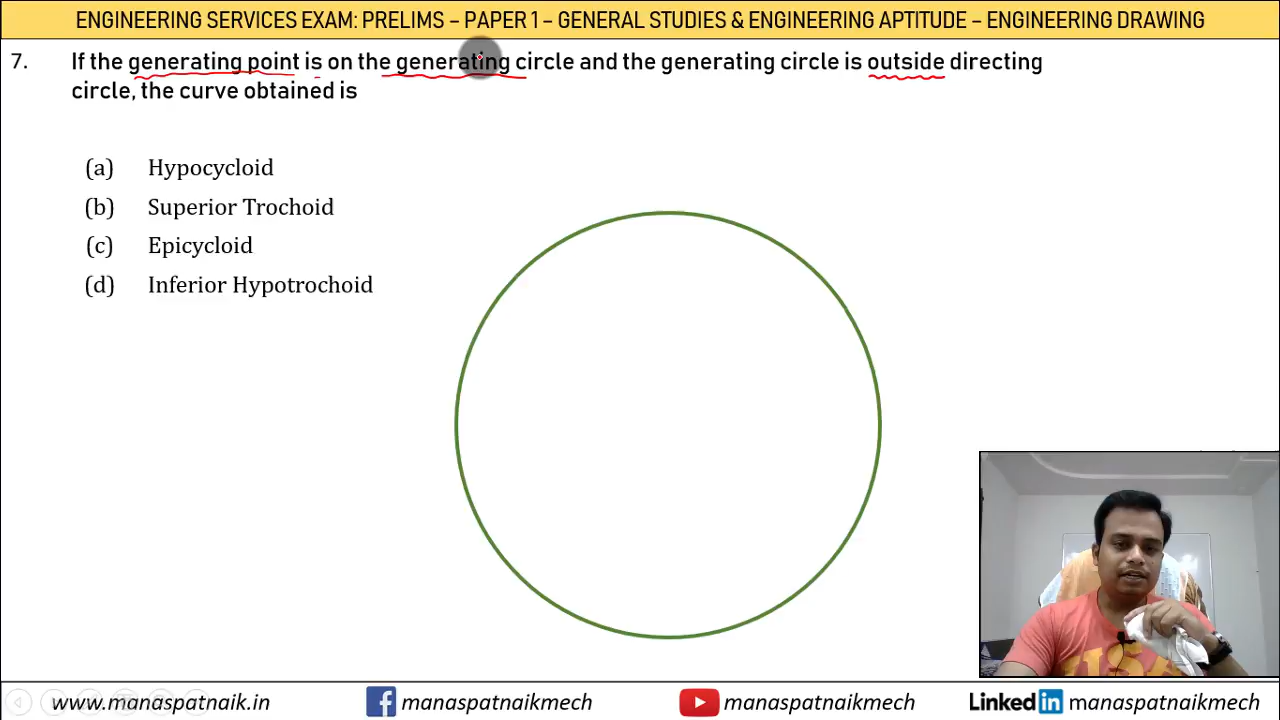 ENGINEERING SERVICES EXAM: PRELIMS – PAPER 1 – GENERAL STUDIES & ENGINEERING APTITUDE – ENGINEERING DRAWING
7. If the generating point is on the generating circle and the generating circle is outside directing
circle, the curve obtained is
(a) Hypocycloid
(b) Superior Trochoid
(c) Epicycloid
(d) Inferior Hypotrochoid
www.manaspatnaik.in manaspatnaikmech manaspatnaikmech Linked in manaspatnaikmech